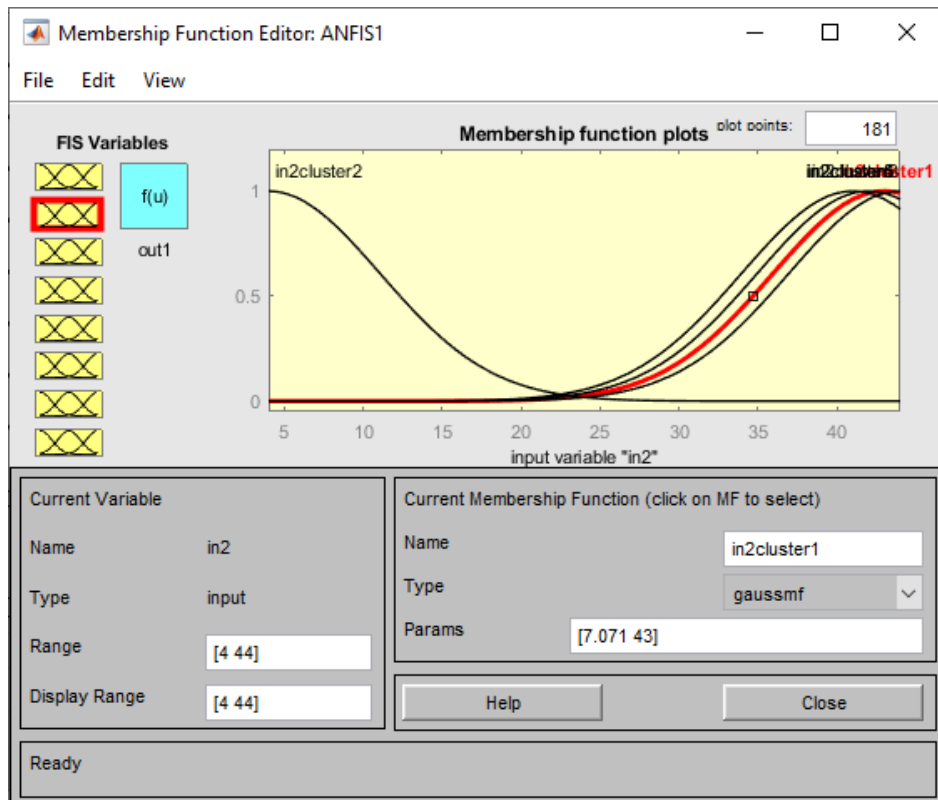 Membership Function Editor: ANFIS1
File Edit View
FIS Variables
f(u)
out1
Membership function plots
plot points:
181
in2cluster2
1
0.5
0
5 10 15 20 25 30 35 40
input variable "in2"
Current Variable
Name in2
Type input
Range [4 44]
Display Range [4 44]
Current Membership Function (click on MF to select)
Name in2cluster1
Type gaussmf
Params [7.071 43]
Help Close
Ready